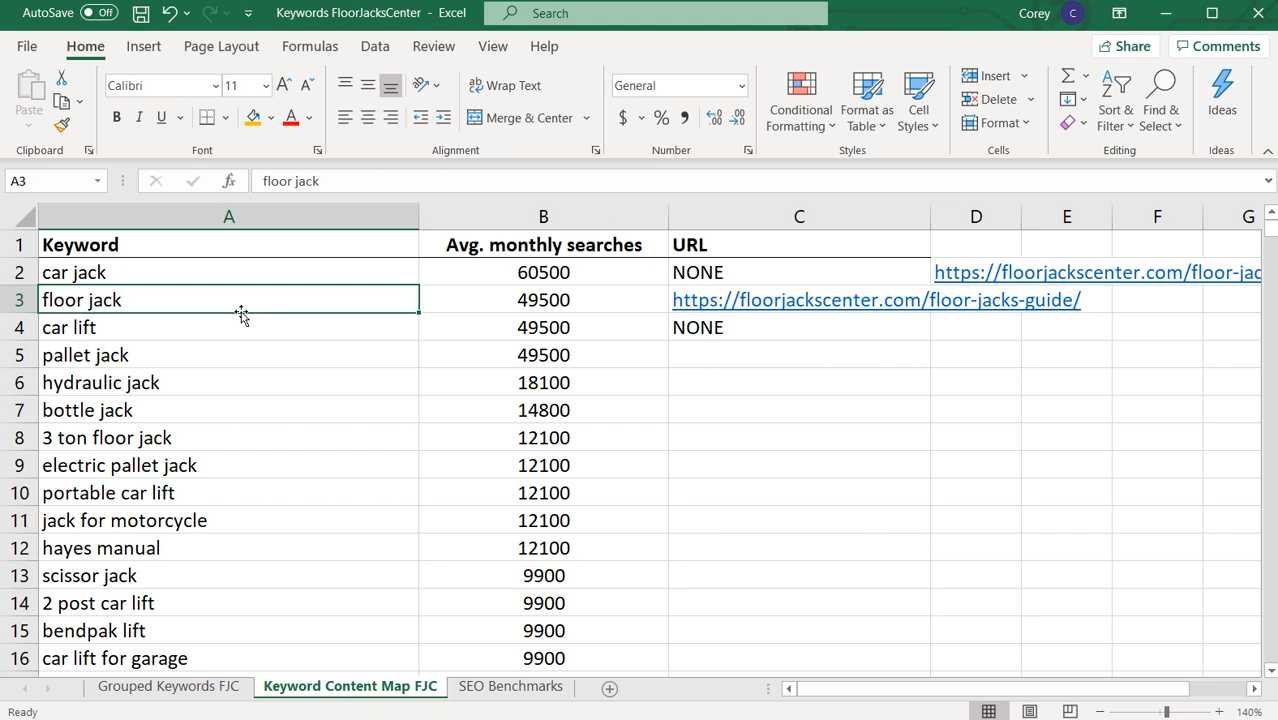 AutoSave Off Keywords FloorJacksCenter - Excel Search Corey C
File Home Insert Page Layout Formulas Data Review View Help Share Comments
Paste Calibri 11 A^ A˅ Wrap Text General Conditional Formatting Format as Table Cell Styles Insert Delete Format Sort & Filter Find & Select Ideas
B I U A Merge & Center $ % ,
Clipboard Font Alignment Number Styles Cells Editing Ideas
A3 fx floor jack
A B C D E F G
1 Keyword Avg. monthly searches URL
2 car jack 60500 NONE https://floorjackscenter.com/floor-jac
3 floor jack 49500 https://floorjackscenter.com/floor-jacks-guide/
4 car lift 49500 NONE
5 pallet jack 49500
6 hydraulic jack 18100
7 bottle jack 14800
8 3 ton floor jack 12100
9 electric pallet jack 12100
10 portable car lift 12100
11 jack for motorcycle 12100
12 hayes manual 12100
13 scissor jack 9900
14 2 post car lift 9900
15 bendpak lift 9900
16 car lift for garage 9900
Grouped Keywords FJC Keyword Content Map FJC SEO Benchmarks
Ready 140%